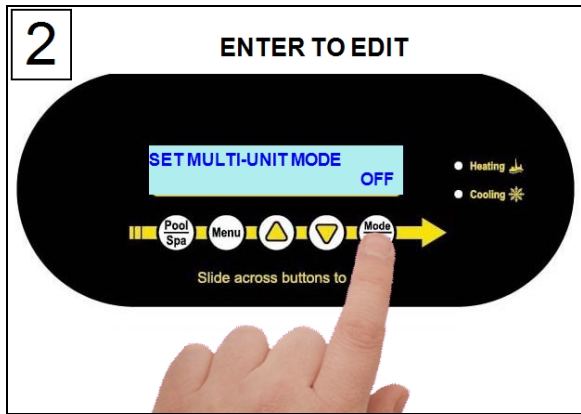 2
ENTER TO EDIT
SET MULTI-UNIT MODE
OFF
Heating
Cooling
Pool
Spa
Menu
Mode
Slide across buttons to